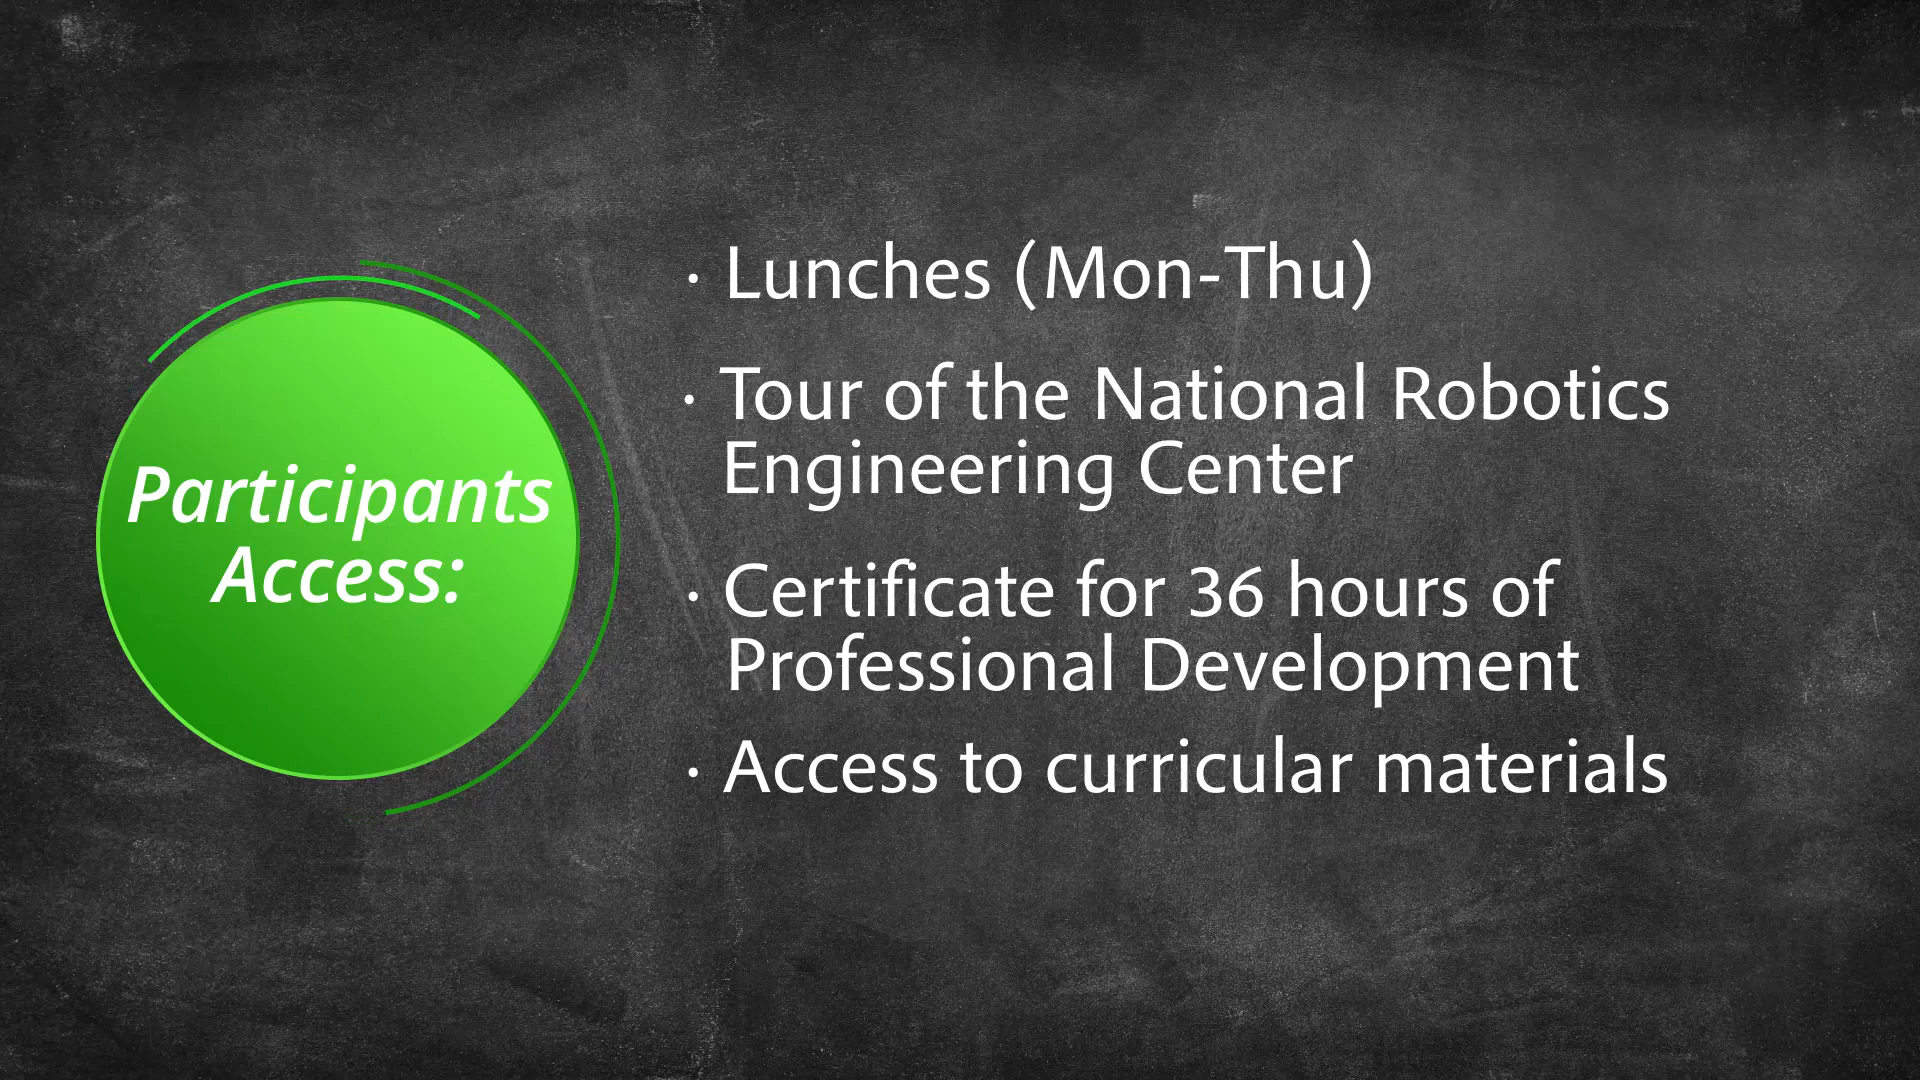 Participants
Access:
· Lunches (Mon-Thu)
· Tour of the National Robotics
Engineering Center
· Certificate for 36 hours of
Professional Development
· Access to curricular materials